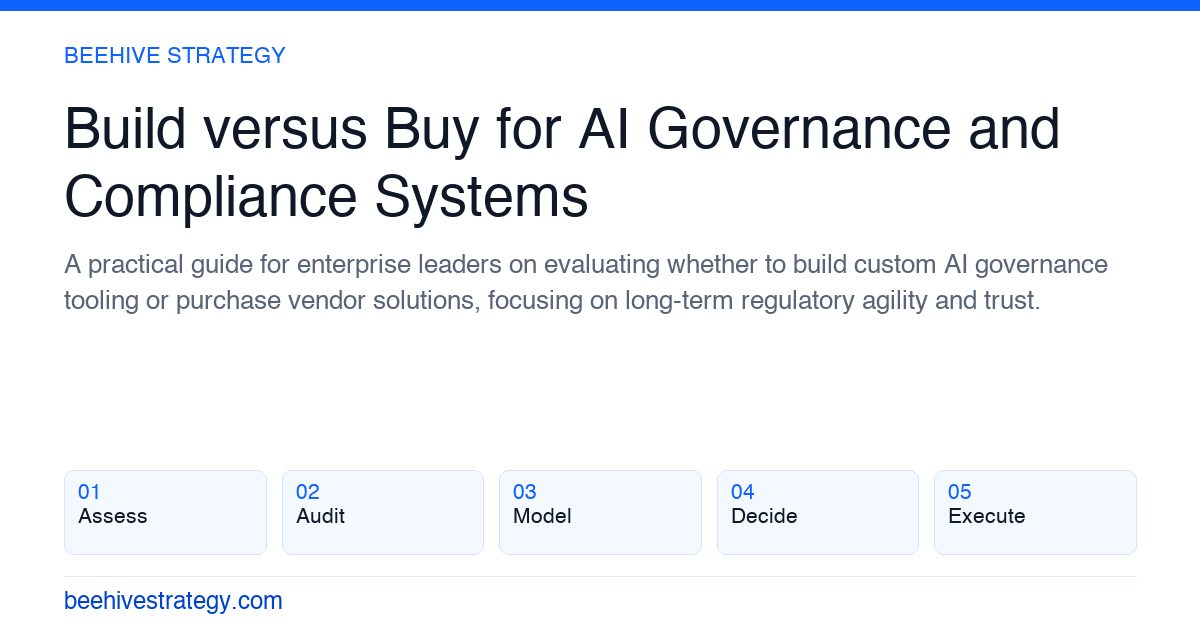 BEEHIVE STRATEGY
Build versus Buy for AI Governance and
Compliance Systems
A practical guide for enterprise leaders on evaluating whether to build custom AI governance
tooling or purchase vendor solutions, focusing on long-term regulatory agility and trust.
01
Assess
02
Audit
03
Model
04
Decide
05
Execute
beehivestrategy.com